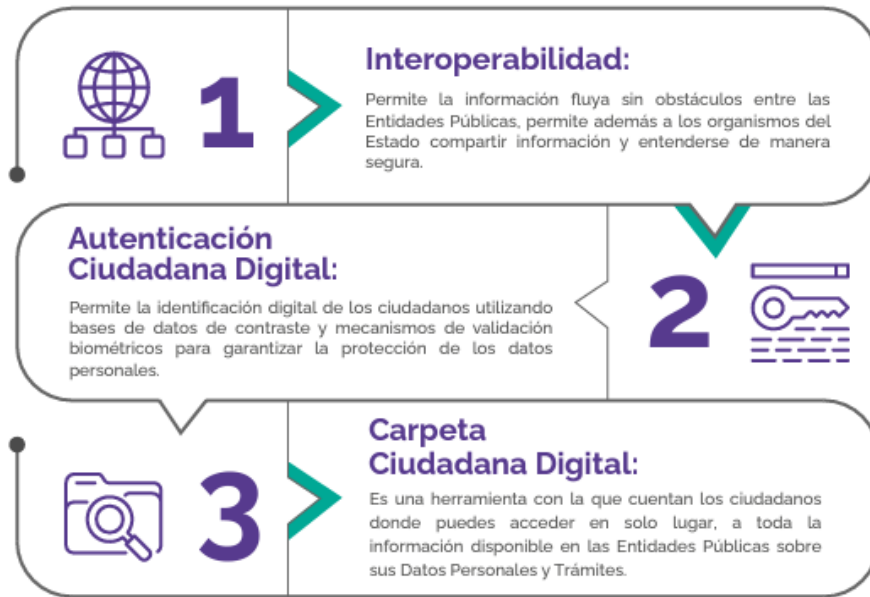 1
Interoperabilidad:
Permite la información fluya sin obstáculos entre las
Entidades Públicas, permite además a los organismos del
Estado compartir información y entenderse de manera
segura.
Autenticación
Ciudadana Digital:
Permite la identificación digital de los ciudadanos utilizando
bases de datos de contraste y mecanismos de validación
biométricos para garantizar la protección de los datos
personales.
2
3
Carpeta
Ciudadana Digital:
Es una herramienta con la que cuentan los ciudadanos
donde puedes acceder en solo lugar, a toda la
información disponible en las Entidades Públicas sobre
sus Datos Personales y Trámites.